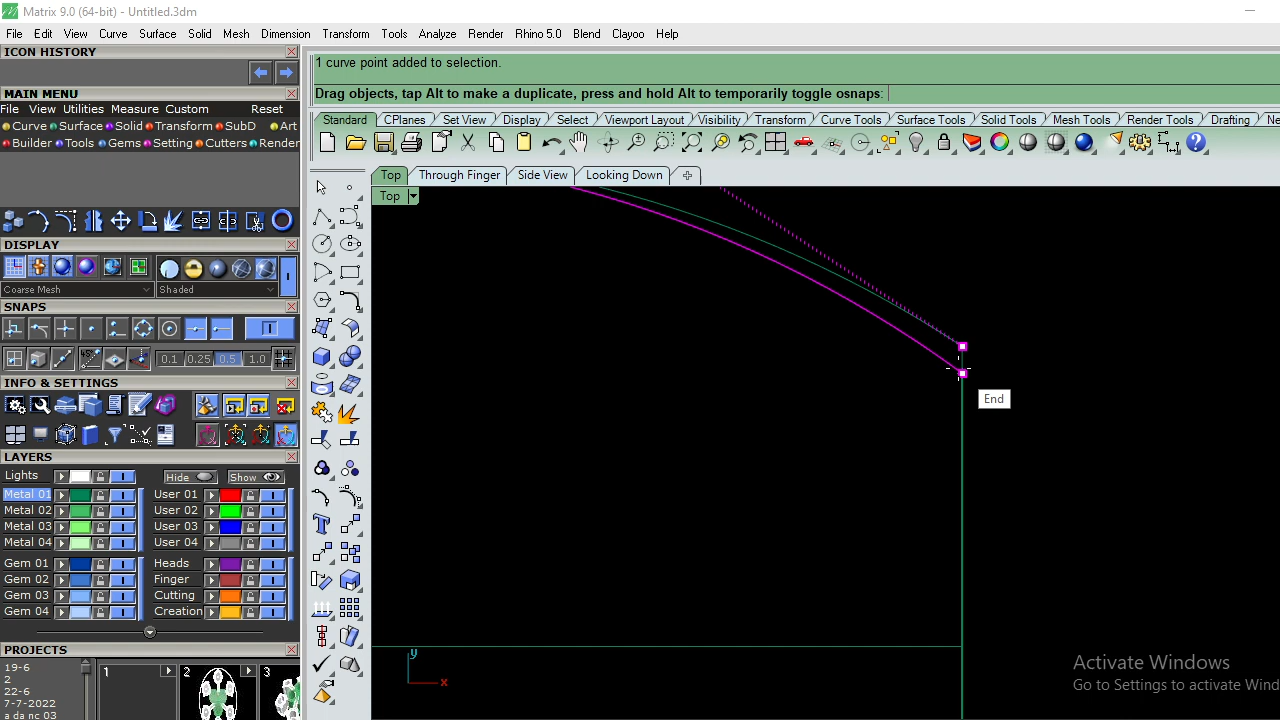 Matrix 9.0 (64-bit) - Untitled.3dm
File Edit View Curve Surface Solid Mesh Dimension Transform Tools Analyze Render Rhino 5.0 Blend Clayoo Help
ICON HISTORY
1 curve point added to selection.
Drag objects, tap Alt to make a duplicate, press and hold Alt to temporarily toggle osnaps:
MAIN MENU
File View Utilities Measure Custom Reset
Curve Surface Solid Transform SubD Art
Builder Tools Gems Setting Cutters Render
Standard CPlanes Set View Display Select Viewport Layout Visibility Transform Curve Tools Surface Tools Solid Tools Mesh Tools Render Tools Drafting Ne
Top Through Finger Side View Looking Down
Top
DISPLAY
Coarse Mesh Shaded
SNAPS
0.1 0.25 0.5 1.0
INFO & SETTINGS
End
LAYERS
Lights Hide Show
Metal 01 User 01
Metal 02 User 02
Metal 03 User 03
Metal 04 User 04
Gem 01 Heads
Gem 02 Finger
Gem 03 Cutting
Gem 04 Creation
y
x
PROJECTS
19-6
2
22-6
7-7-2022
a da nc 03
1 2 3
Activate Windows
Go to Settings to activate Wind